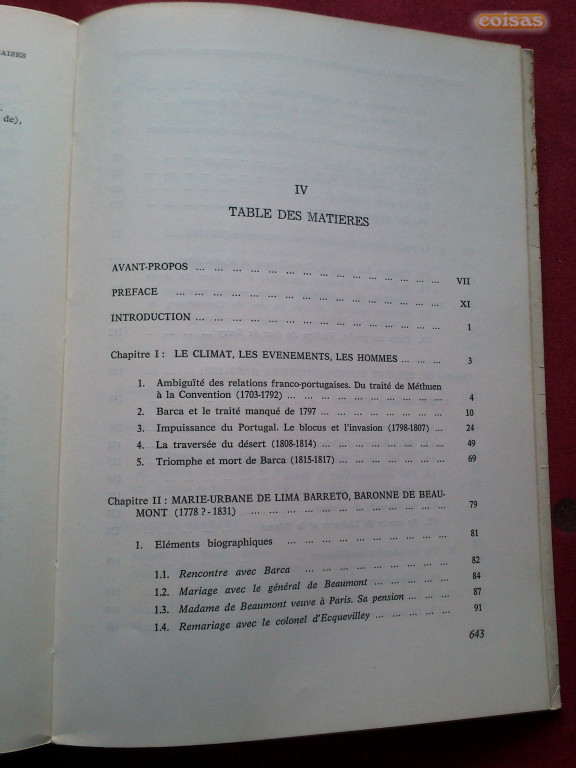 coisas
AISES
de),
IV
TABLE DES MATIERES
AVANT-PROPOS ... ... ... ... ... ... ... ... ... ... ... ... ... ... VII
PREFACE ... ... ... ... ... ... ... ... ... ... ... ... ... ... ... XI
INTRODUCTION ... ... ... ... ... ... ... ... ... ... ... ... ... ... 1
Chapitre I : LE CLIMAT, LES EVENEMENTS, LES HOMMES ... ... ... 3
1. Ambiguïté des relations franco-portugaises. Du traité de Méthuen
à la Convention (1703-1792) ... ... ... ... ... ... ... ... ... 4
2. Barca et le traité manqué de 1797 ... ... ... ... ... ... ... 10
3. Impuissance du Portugal. Le blocus et l'invasion (1798-1807) ... 24
4. La traversée du désert (1808-1814) ... ... ... ... ... ... ... 49
5. Triomphe et mort de Barca (1815-1817) ... ... ... ... ... ... 69
Chapitre II : MARIE-URBANE DE LIMA BARRETO, BARONNE DE BEAU-
MONT (1778 ? - 1831) ... ... ... ... ... ... ... ... ... ... ... 79
1. Eléments biographiques ... ... ... ... ... ... ... ... ... ... 81
1.1. Rencontre avec Barca ... ... ... ... ... ... ... ... 82
1.2. Mariage avec le général de Beaumont ... ... ... ... ... 84
1.3. Madame de Beaumont veuve à Paris. Sa pension ... ... ... 87
1.4. Remariage avec le colonel d'Ecquevilley ... ... ... ... ... 91
643